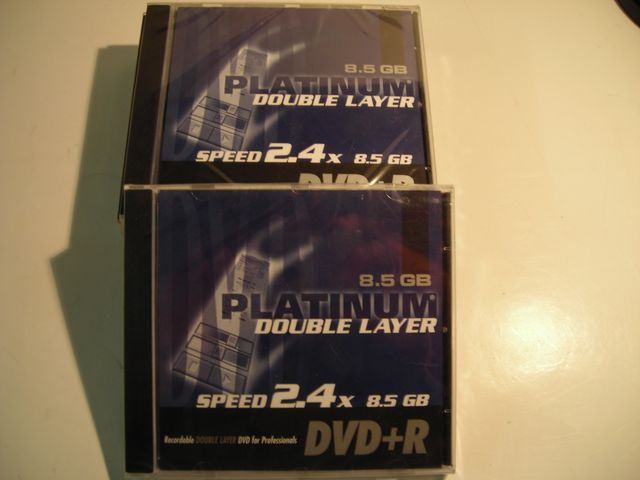 8.5 GB
PLATINUM
DOUBLE LAYER
SPEED 2.4x 8.5 GB
DVD+R
8.5 GB
PLATINUM
DOUBLE LAYER
SPEED 2.4x 8.5 GB
Recordable DOUBLE LAYER DVD for Professionals DVD+R